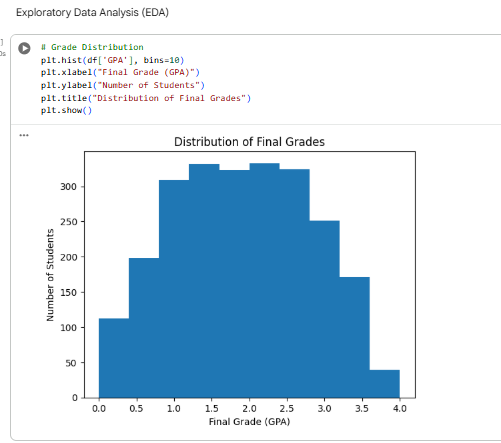 Exploratory Data Analysis (EDA)
# Grade Distribution
plt.hist(df['GPA'], bins=10)
plt.xlabel("Final Grade (GPA)")
plt.ylabel("Number of Students")
plt.title("Distribution of Final Grades")
plt.show()
Distribution of Final Grades
Number of Students
300
250
200
150
100
50
0
0.0 0.5 1.0 1.5 2.0 2.5 3.0 3.5 4.0
Final Grade (GPA)